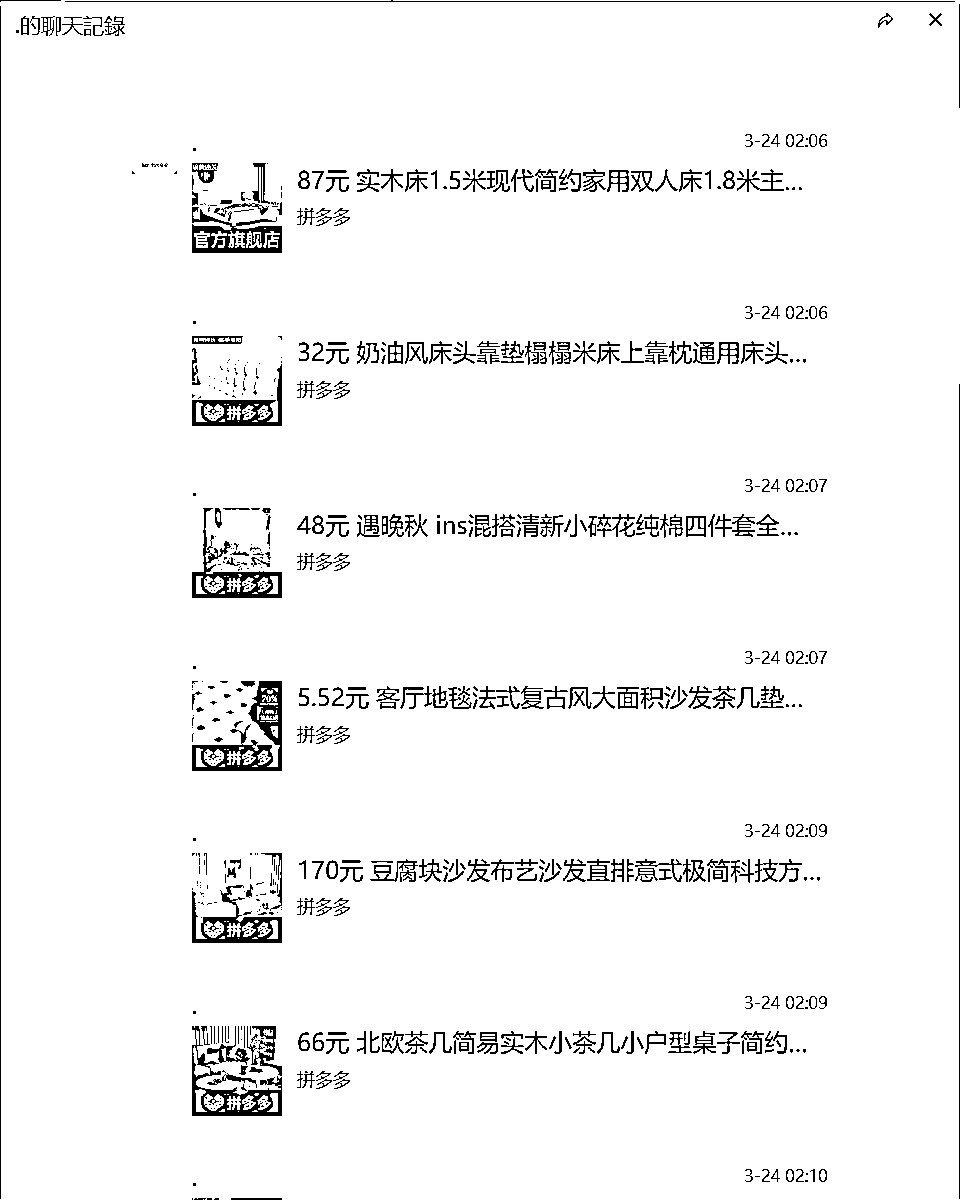 .的聊天記錄
.
3-24 02:06
87元 实木床1.5米现代简约家用双人床1.8米主...
拼多多
官方旗舰店
.
3-24 02:06
32元 奶油风床头靠垫榻榻米床上靠枕通用床头...
拼多多
拼多多
.
3-24 02:07
48元 遇晚秋 ins混搭清新小碎花纯棉四件套全...
拼多多
拼多多
.
3-24 02:07
5.52元 客厅地毯法式复古风大面积沙发茶几垫...
拼多多
拼多多
.
3-24 02:09
170元 豆腐块沙发布艺沙发直排意式极简科技方...
拼多多
拼多多
.
3-24 02:09
66元 北欧茶几简易实木小茶几小户型桌子简约...
拼多多
拼多多
.
3-24 02:10